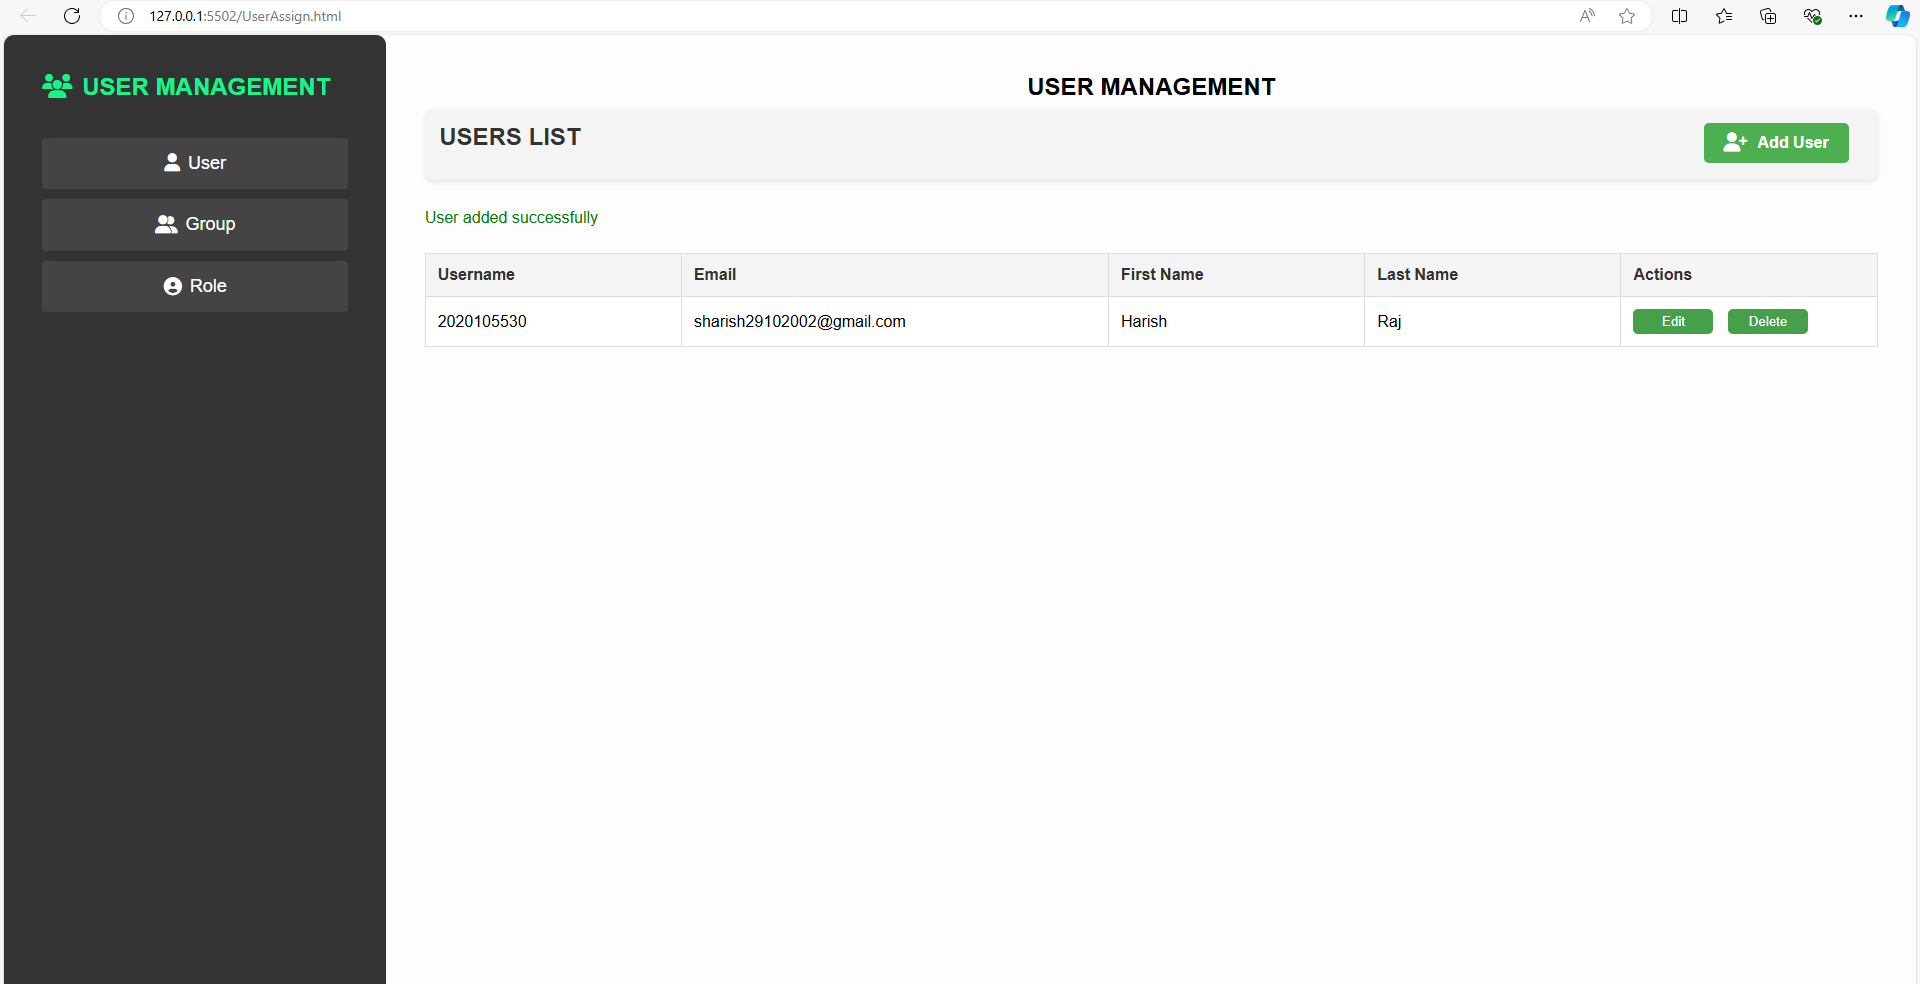 127.0.0.1:5502/UserAssign.html
USER MANAGEMENT
User
Group
Role
USER MANAGEMENT
USERS LIST
Add User
User added successfully
Username Email First Name Last Name Actions
2020105530 sharish29102002@gmail.com Harish Raj Edit Delete